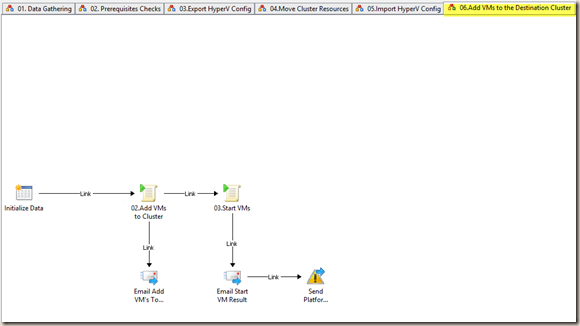 01. Data Gathering
02. Prerequisites Checks
03.Export HyperV Config
04.Move Cluster Resources
05.Import HyperV Config
06.Add VMs to the Destination Cluster
Link
Link
Initialize Data
02.Add VMs
to Cluster
03.Start VMs
Link
Link
Link
Email Add
VM's To...
Email Start
VM Result
Send
Platfor...